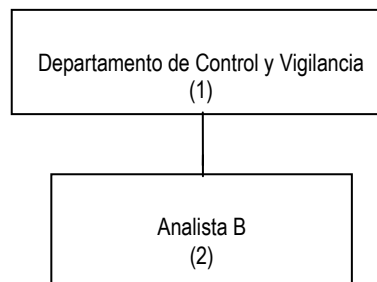 Departamento de Control y Vigilancia
(1)
Analista B
(2)